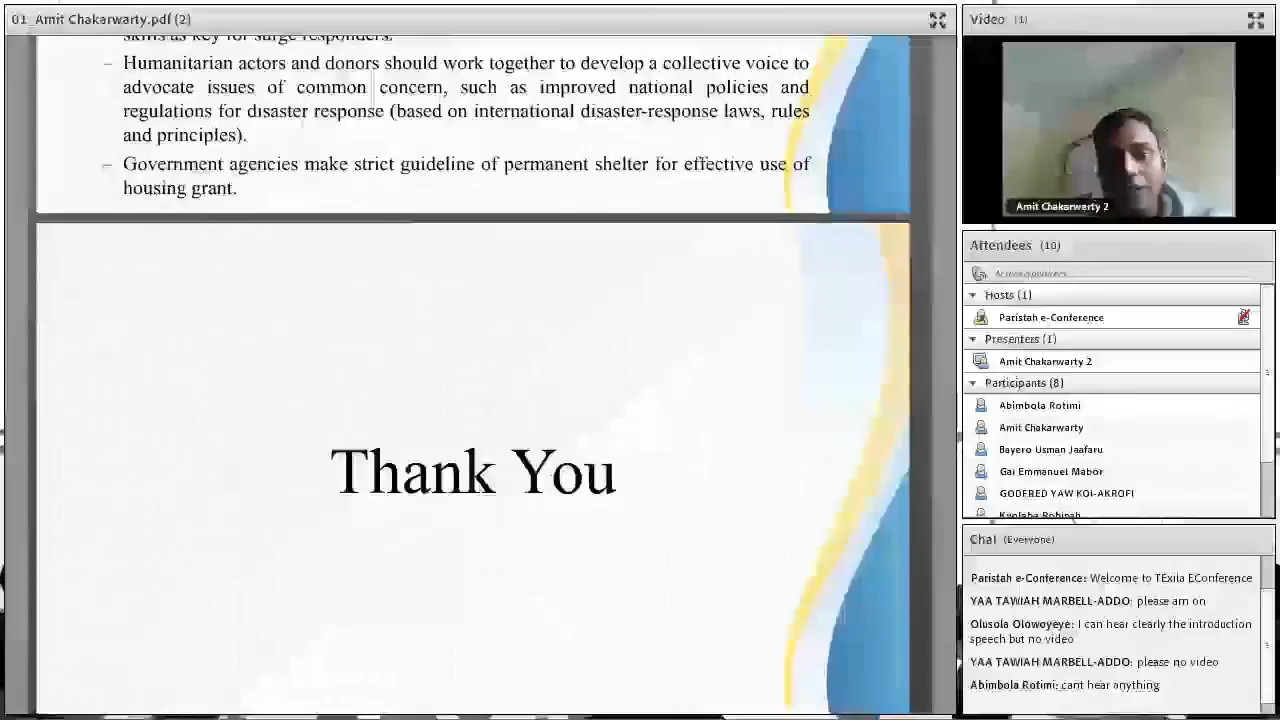 01_Amit Chakarwarty.pdf (2)
skills as key for surge responders.
– Humanitarian actors and donors should work together to develop a collective voice to
advocate issues of common concern, such as improved national policies and
regulations for disaster response (based on international disaster-response laws, rules
and principles).
– Government agencies make strict guideline of permanent shelter for effective use of
housing grant.
Thank You
Video (1)
Amit Chakarwarty 2
Attendees (10)
Active speakers
Hosts (1)
Paristah e-Conference
Presenters (1)
Amit Chakarwarty 2
Participants (8)
Abimbola Rotimi
Amit Chakarwarty
Bayero Usman Jaafaru
Gai Emmanuel Mabor
GODFRED YAW KOI-AKROFI
Chat (Everyone)
Paristah e-Conference: Welcome to TExila EConference
YAA TAWIAH MARBELL-ADDO: please am on
Olusola Olowoyeye: I can hear clearly the introduction
speech but no video
YAA TAWIAH MARBELL-ADDO: please no video
Abimbola Rotimi: cant hear anything